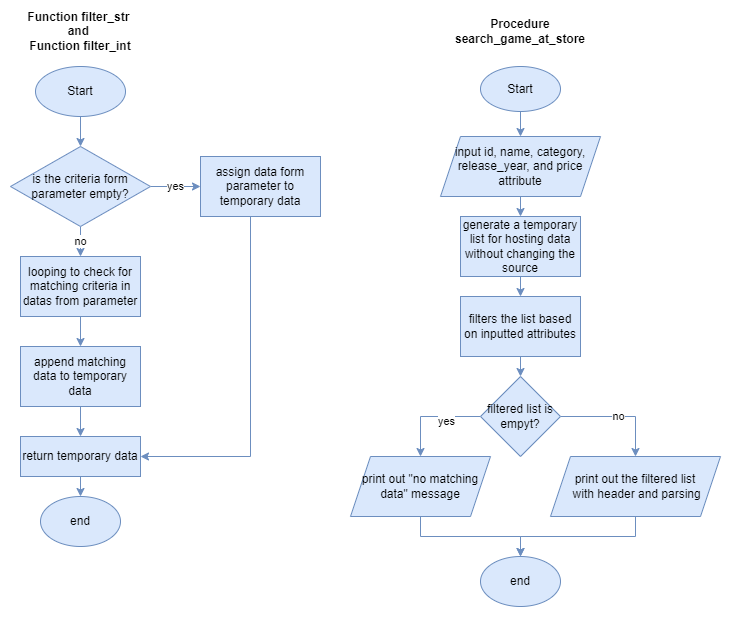 Function filter_str
and
Function filter_int
Start
is the criteria form
parameter empty?
yes
assign data form
parameter to
temporary data
no
looping to check for
matching criteria in
datas from parameter
append matching
data to temporary
data
return temporary data
end
Procedure
search_game_at_store
Start
input id, name, category,
release_year, and price
attribute
generate a temporary
list for hosting data
without changing the
source
filters the list based
on inputted attributes
filtered list is
empyt?
yes
no
print out "no matching
data" message
print out the filtered list
with header and parsing
end